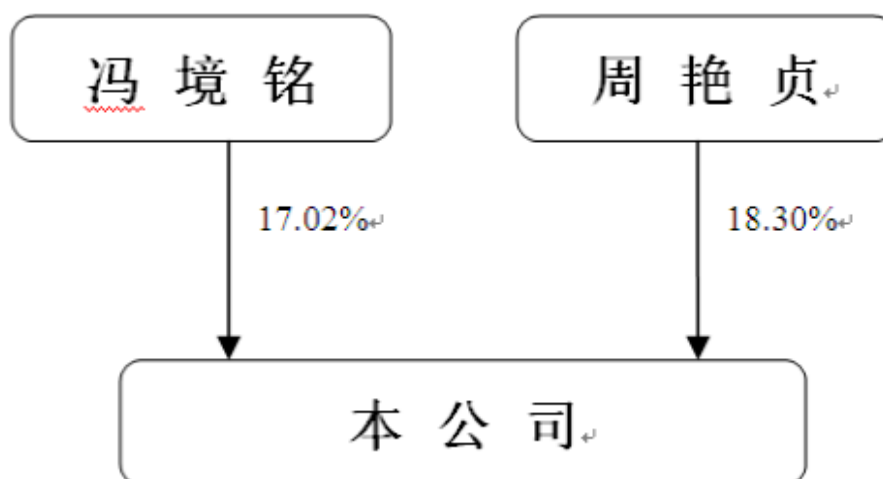 冯 境 铭
周 艳 贞
17.02%
18.30%
本 公 司